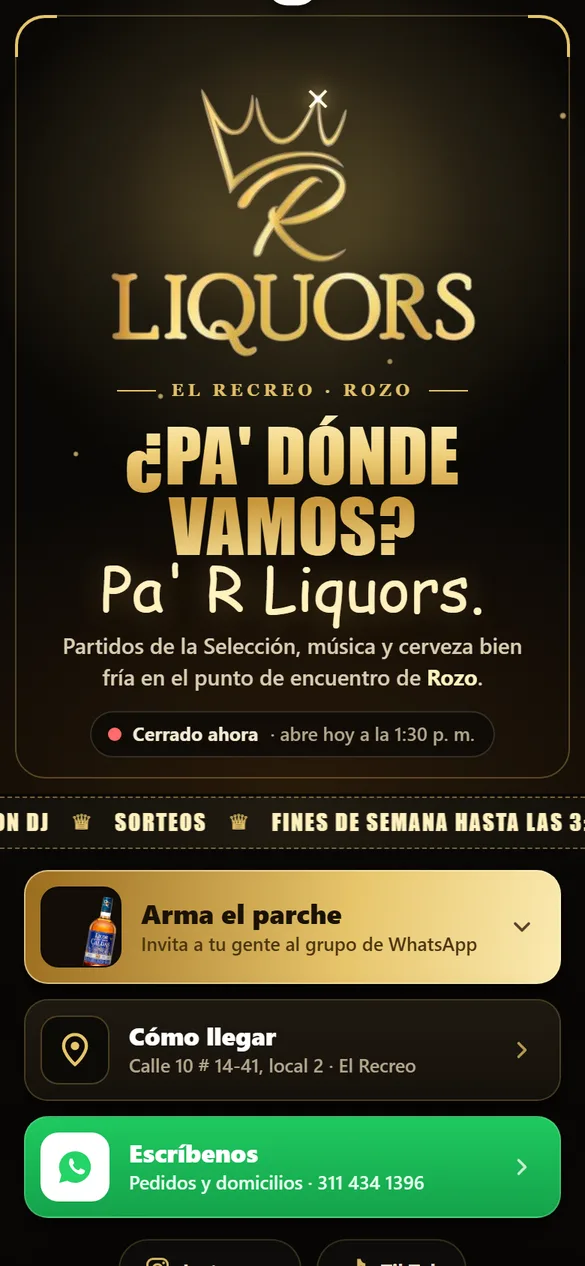 R
LIQUORS
EL RECREO · ROZO
¿PA' DÓNDE
VAMOS?
Pa' R Liquors.
Partidos de la Selección, música y cerveza bien
fría en el punto de encuentro de Rozo.
Cerrado ahora · abre hoy a la 1:30 p. m.
ON DJ ♛ SORTEOS ♛ FINES DE SEMANA HASTA LAS 3:
Arma el parche
Invita a tu gente al grupo de WhatsApp
Cómo llegar
Calle 10 # 14-41, local 2 · El Recreo
Escríbenos
Pedidos y domicilios · 311 434 1396